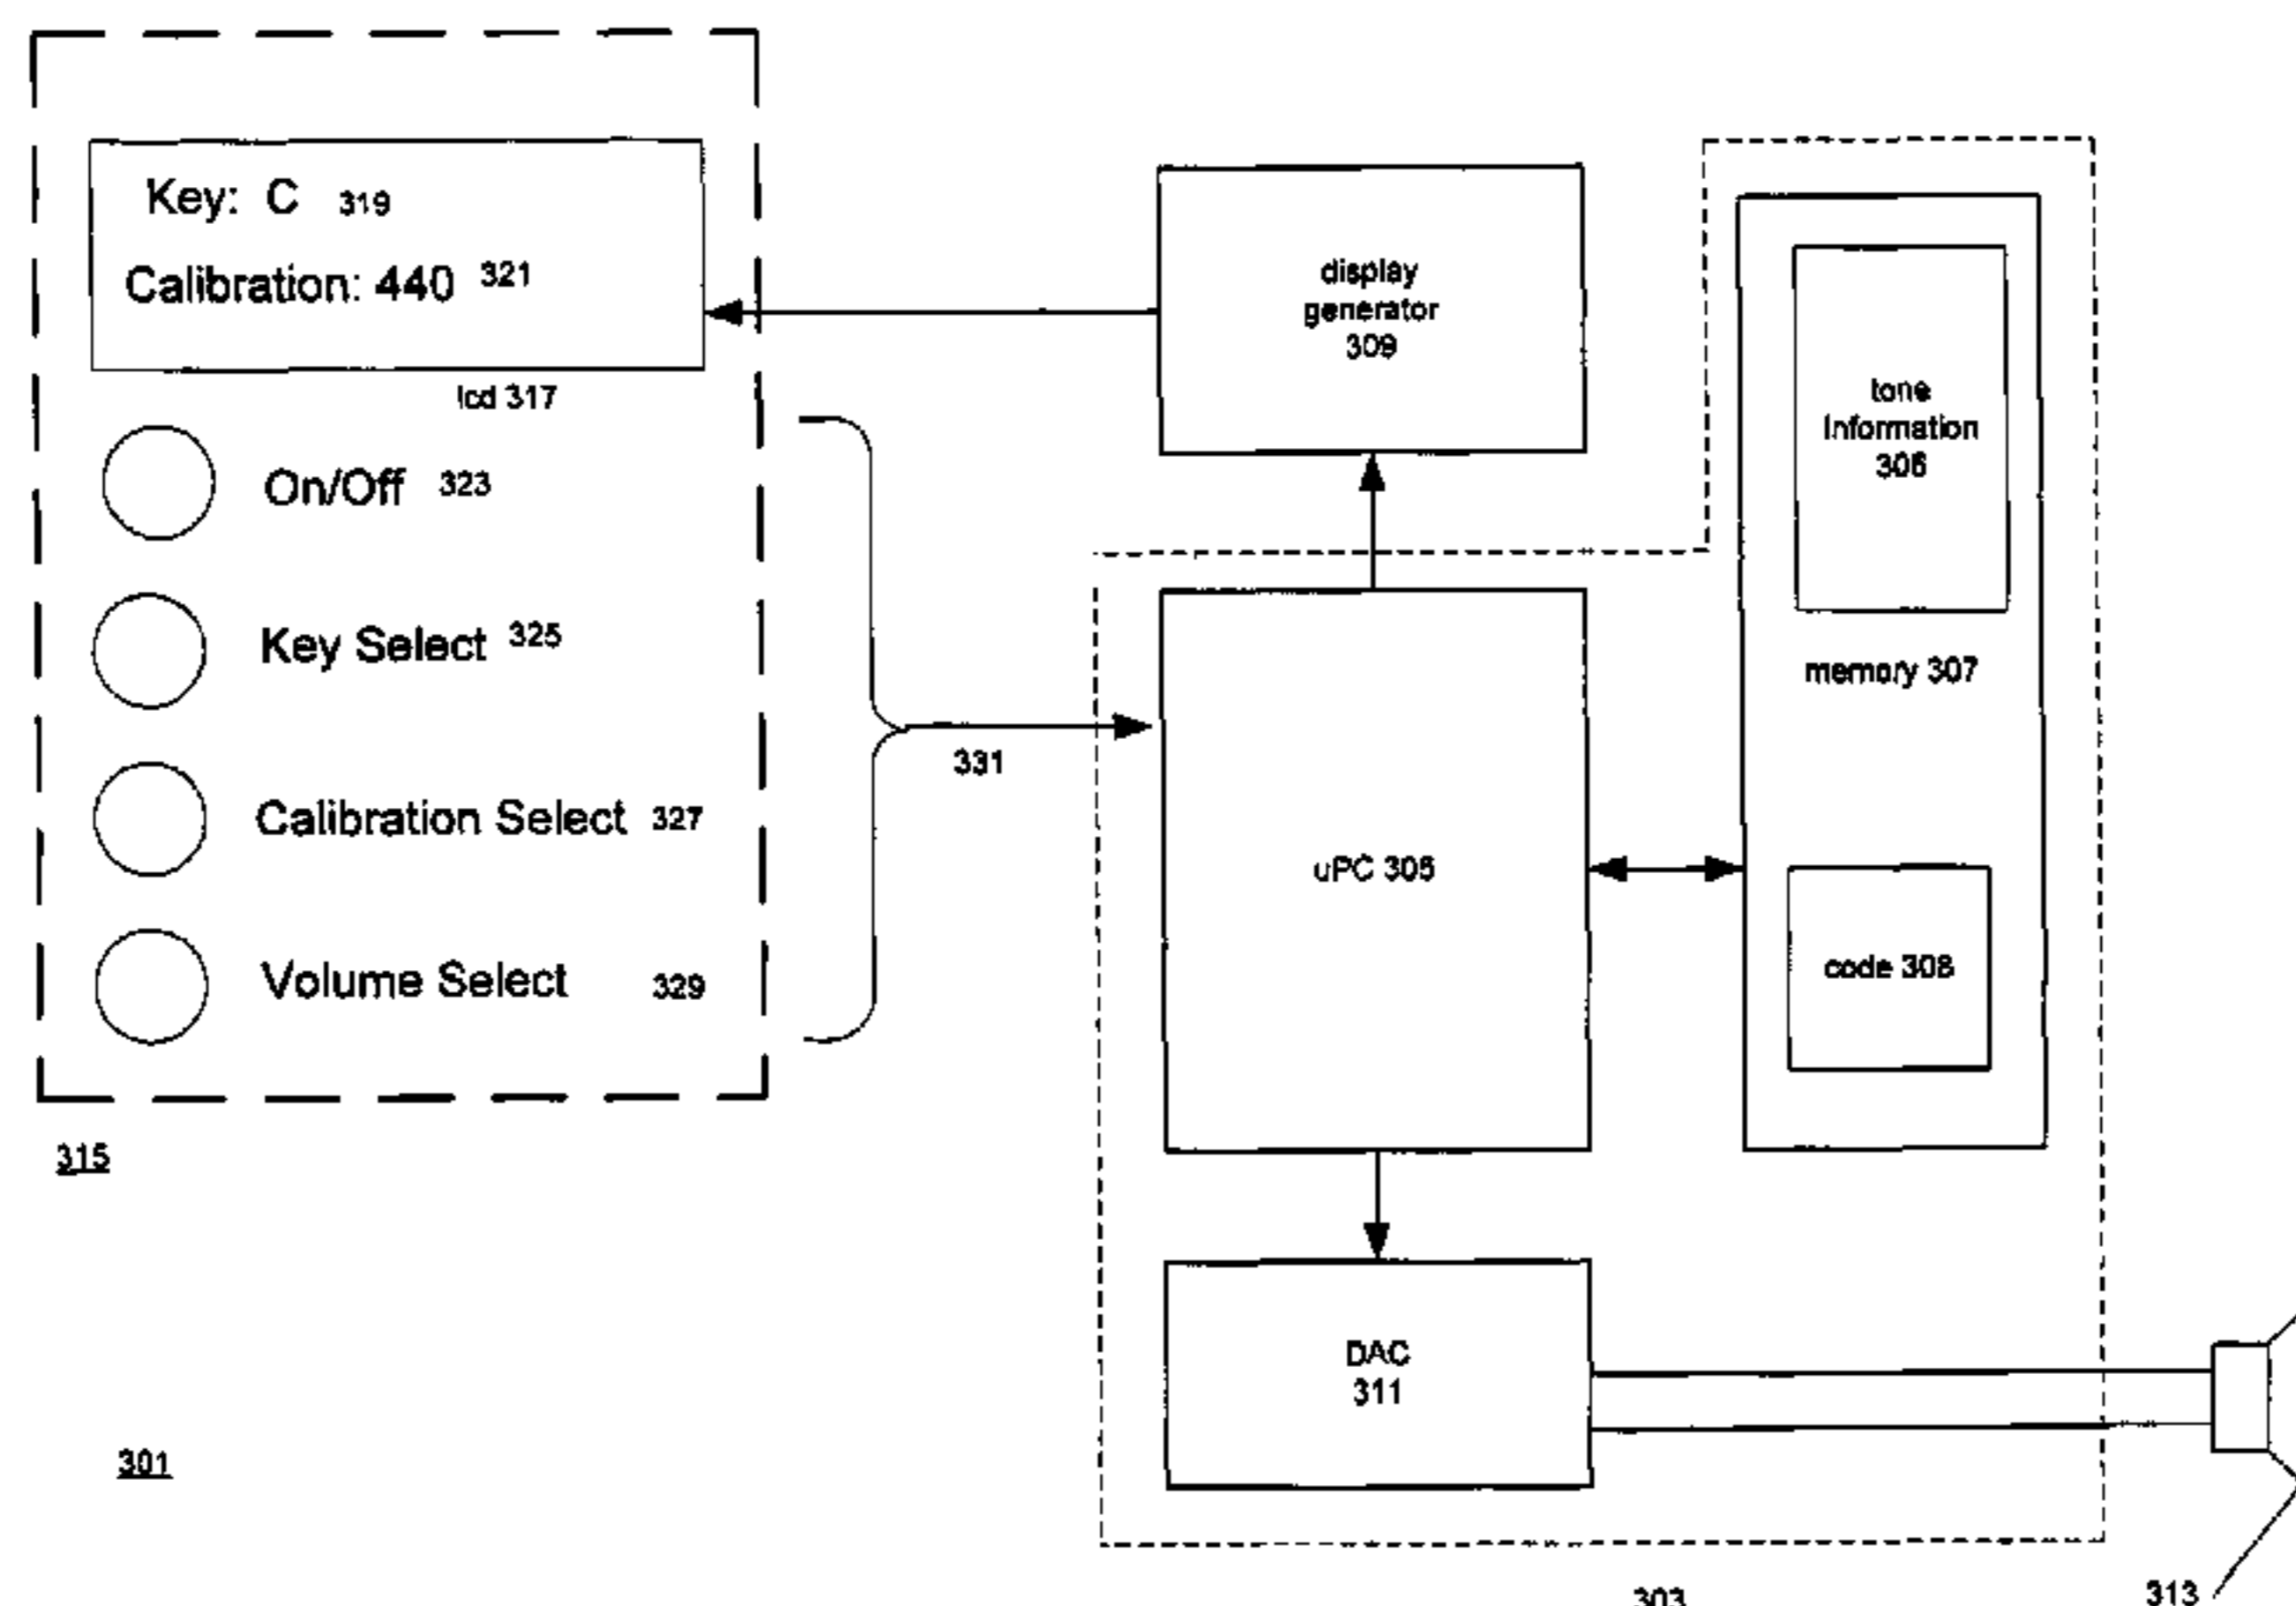 Key: C 319
Calibration: 440 321
lcd 317
On/Off 323
Key Select 325
Calibration Select 327
Volume Select 329
315
301
331
display
generator
309
uPC 305
tone
Information
306
memory 307
code 308
DAC
311
303
313